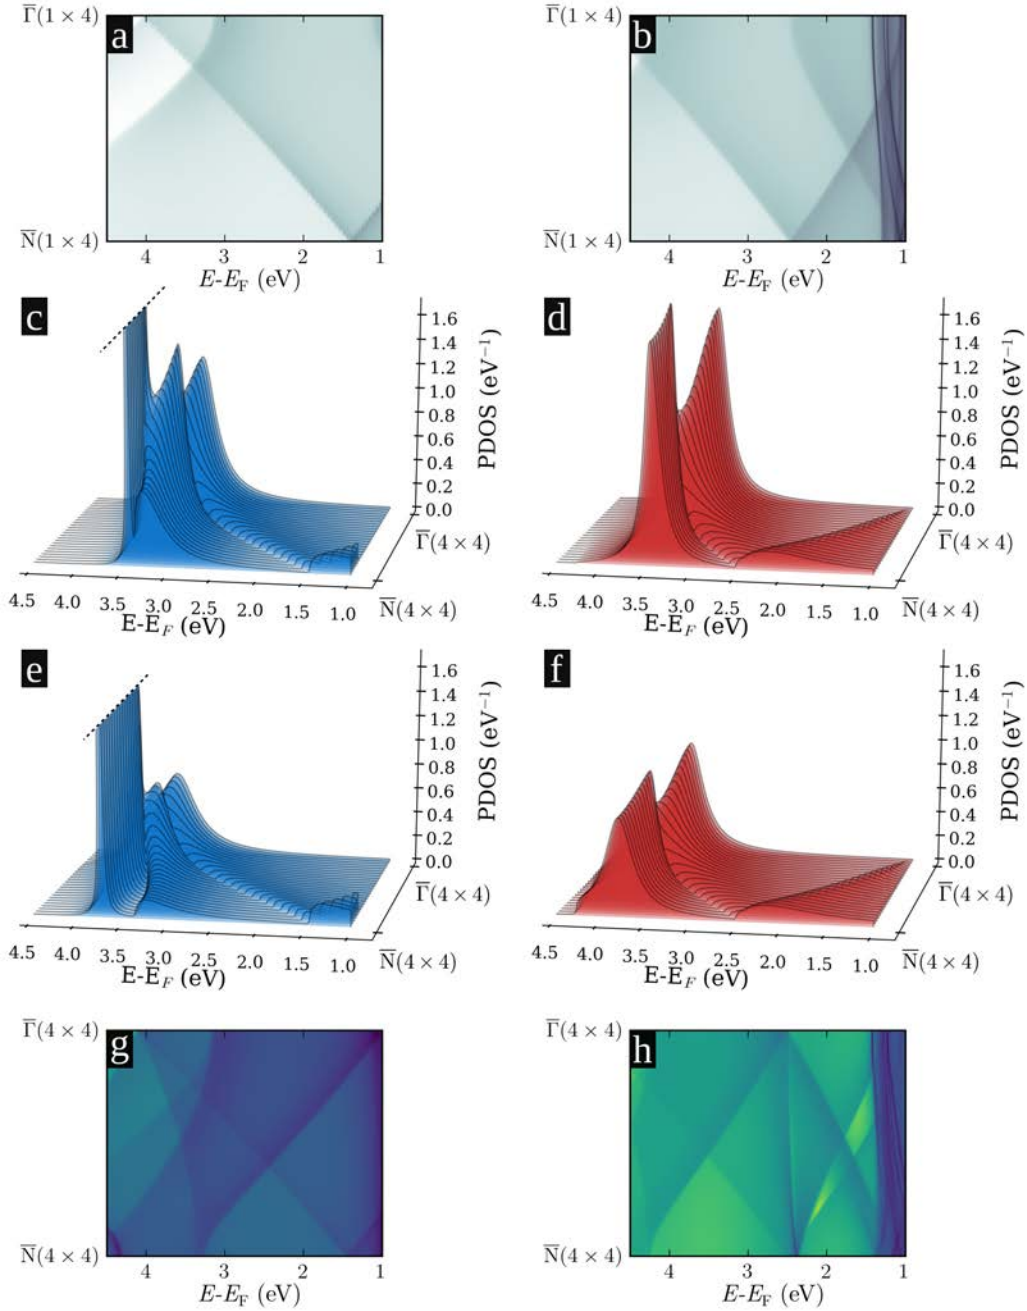 Γ̅(1 × 4)
a
N̅(1 × 4)
4 3 2 1
E-E_F (eV)
Γ̅(1 × 4)
b
N̅(1 × 4)
4 3 2 1
E-E_F (eV)
c
1.6
1.4
1.2
1.0
0.8
0.6
0.4
0.2
0.0
PDOS (eV⁻¹)
Γ̅(4 × 4)
N̅(4 × 4)
4.5 4.0 3.5 3.0 2.5 2.0 1.5 1.0
E-E_F (eV)
d
1.6
1.4
1.2
1.0
0.8
0.6
0.4
0.2
0.0
PDOS (eV⁻¹)
Γ̅(4 × 4)
N̅(4 × 4)
4.5 4.0 3.5 3.0 2.5 2.0 1.5 1.0
E-E_F (eV)
e
1.6
1.4
1.2
1.0
0.8
0.6
0.4
0.2
0.0
PDOS (eV⁻¹)
Γ̅(4 × 4)
N̅(4 × 4)
4.5 4.0 3.5 3.0 2.5 2.0 1.5 1.0
E-E_F (eV)
f
1.6
1.4
1.2
1.0
0.8
0.6
0.4
0.2
0.0
PDOS (eV⁻¹)
Γ̅(4 × 4)
N̅(4 × 4)
4.5 4.0 3.5 3.0 2.5 2.0 1.5 1.0
E-E_F (eV)
Γ̅(4 × 4)
g
N̅(4 × 4)
4 3 2 1
E-E_F (eV)
Γ̅(4 × 4)
h
N̅(4 × 4)
4 3 2 1
E-E_F (eV)